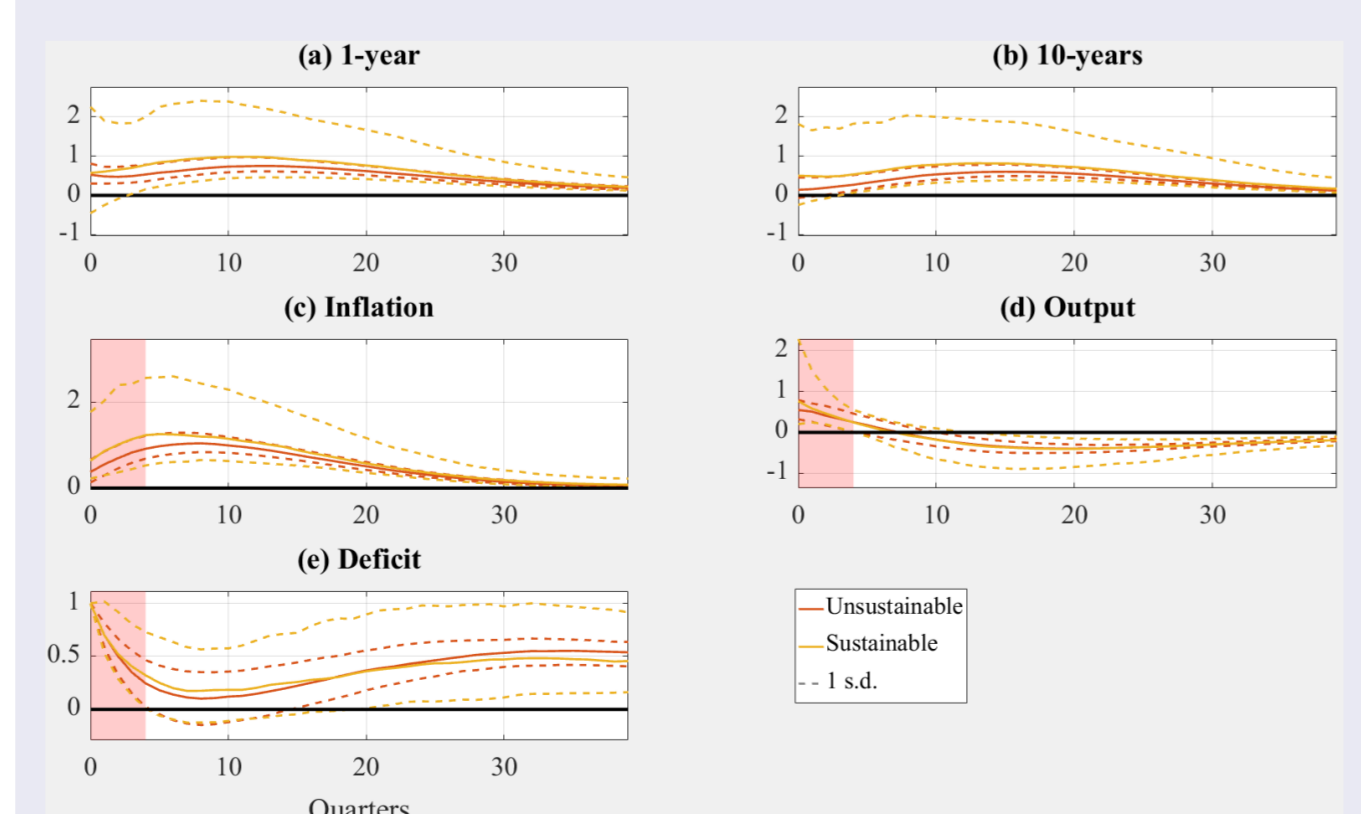 (a) 1-year
(b) 10-years
2
1
0
-1
0 10 20 30
2
1
0
-1
0 10 20 30
(c) Inflation
(d) Output
2
0
0 10 20 30
2
1
0
-1
0 10 20 30
(e) Deficit
1
0.5
0
0 10 20 30
Quarters
Unsustainable
Sustainable
1 s.d.